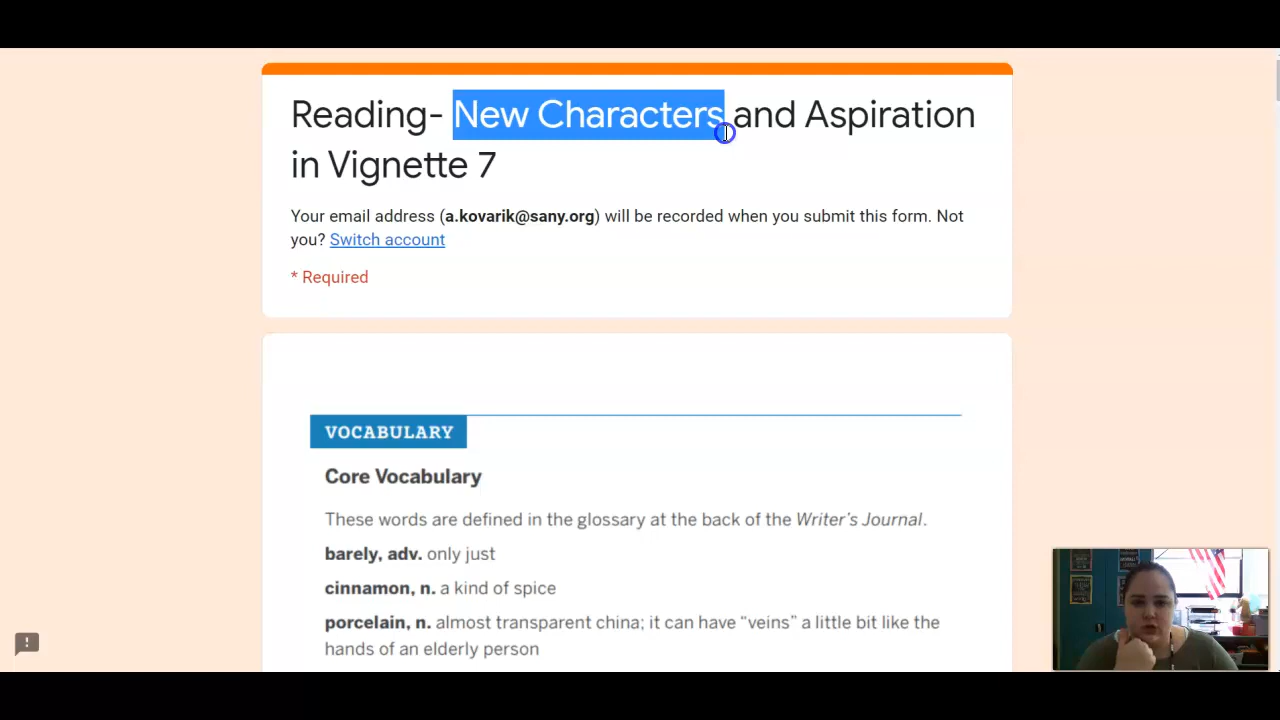 Reading- New Characters and Aspiration
in Vignette 7
Your email address (a.kovarik@sany.org) will be recorded when you submit this form. Not
you? Switch account
* Required
VOCABULARY
Core Vocabulary
These words are defined in the glossary at the back of the Writer's Journal.
barely, adv. only just
cinnamon, n. a kind of spice
porcelain, n. almost transparent china; it can have "veins" a little bit like the
hands of an elderly person